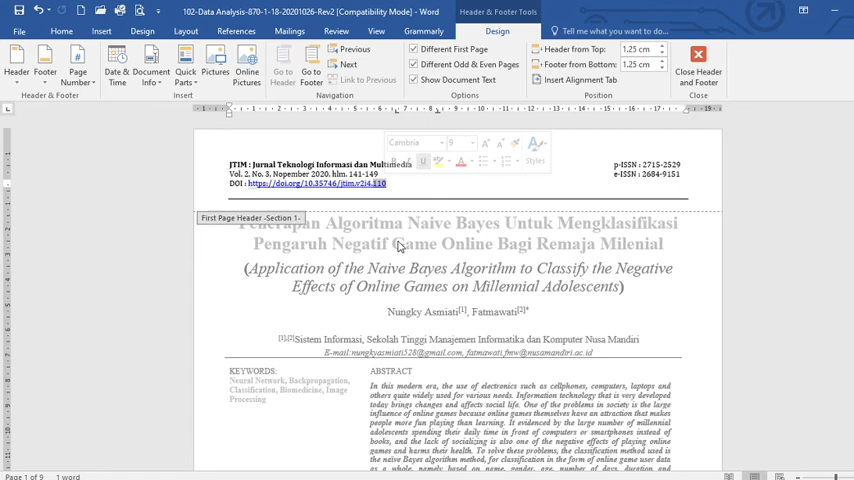 102-Data Analysis-870-1-18-20201026-Rev2 [Compatibility Mode] - Word
Header & Footer Tools
File
Home
Insert
Design
Layout
References
Mailings
Review
View
Grammarly
Design
Tell me what you want to do...
Header
Footer
Page Number
Header & Footer
Date & Time
Document Info
Quick Parts
Pictures
Online Pictures
Insert
Go to Header
Go to Footer
Previous
Next
Link to Previous
Navigation
Different First Page
Different Odd & Even Pages
Show Document Text
Options
Header from Top: 1.25 cm
Footer from Bottom: 1.25 cm
Insert Alignment Tab
Position
Close Header and Footer
Close
Cambria 9
Styles
JTIM : Jurnal Teknologi Informasi dan Multimedia
p-ISSN : 2715-2529
Vol. 2, No. 3, Nopember 2020, hlm. 141-149
e-ISSN : 2684-9151
DOI : https://doi.org/10.35746/jtim.v2i4.110
First Page Header -Section 1-
Penerapan Algoritma Naive Bayes Untuk Mengklasifikasi
Pengaruh Negatif Game Online Bagi Remaja Milenial
(Application of the Naive Bayes Algorithm to Classify the Negative
Effects of Online Games on Millennial Adolescents)
Nungky Asmiati[1], Fatmawati[2]*
[1],[2]Sistem Informasi, Sekolah Tinggi Manajemen Informatika dan Komputer Nusa Mandiri
E-mail:nungkyasmiati528@gmail.com, fatmawati.fmw@nusamandiri.ac.id
KEYWORDS:
Neural Network, Backpropagation,
Classification, Biomedicine, Image
Processing
ABSTRACT
In this modern era, the use of electronics such as cellphones, computers, laptops and
others quite widely used for various needs. Information technology that is very developed
today brings changes and affects social life. One of the problems in society is the large
influence of online games because online games themselves have an attraction that makes
people more fun playing than learning. It evidenced by the large number of millennial
adolescents spending their daily time in front of computers or smartphones instead of
books, and the lack of socializing is also one of the negative effects of playing online
games and harms their health. To solve these problems, the classification method used is
the naive Bayes algorithm method, for classification in the form of online game user data
as a whole, namely based on name, gender, age, number of days, duration and
Page 1 of 9
1 word